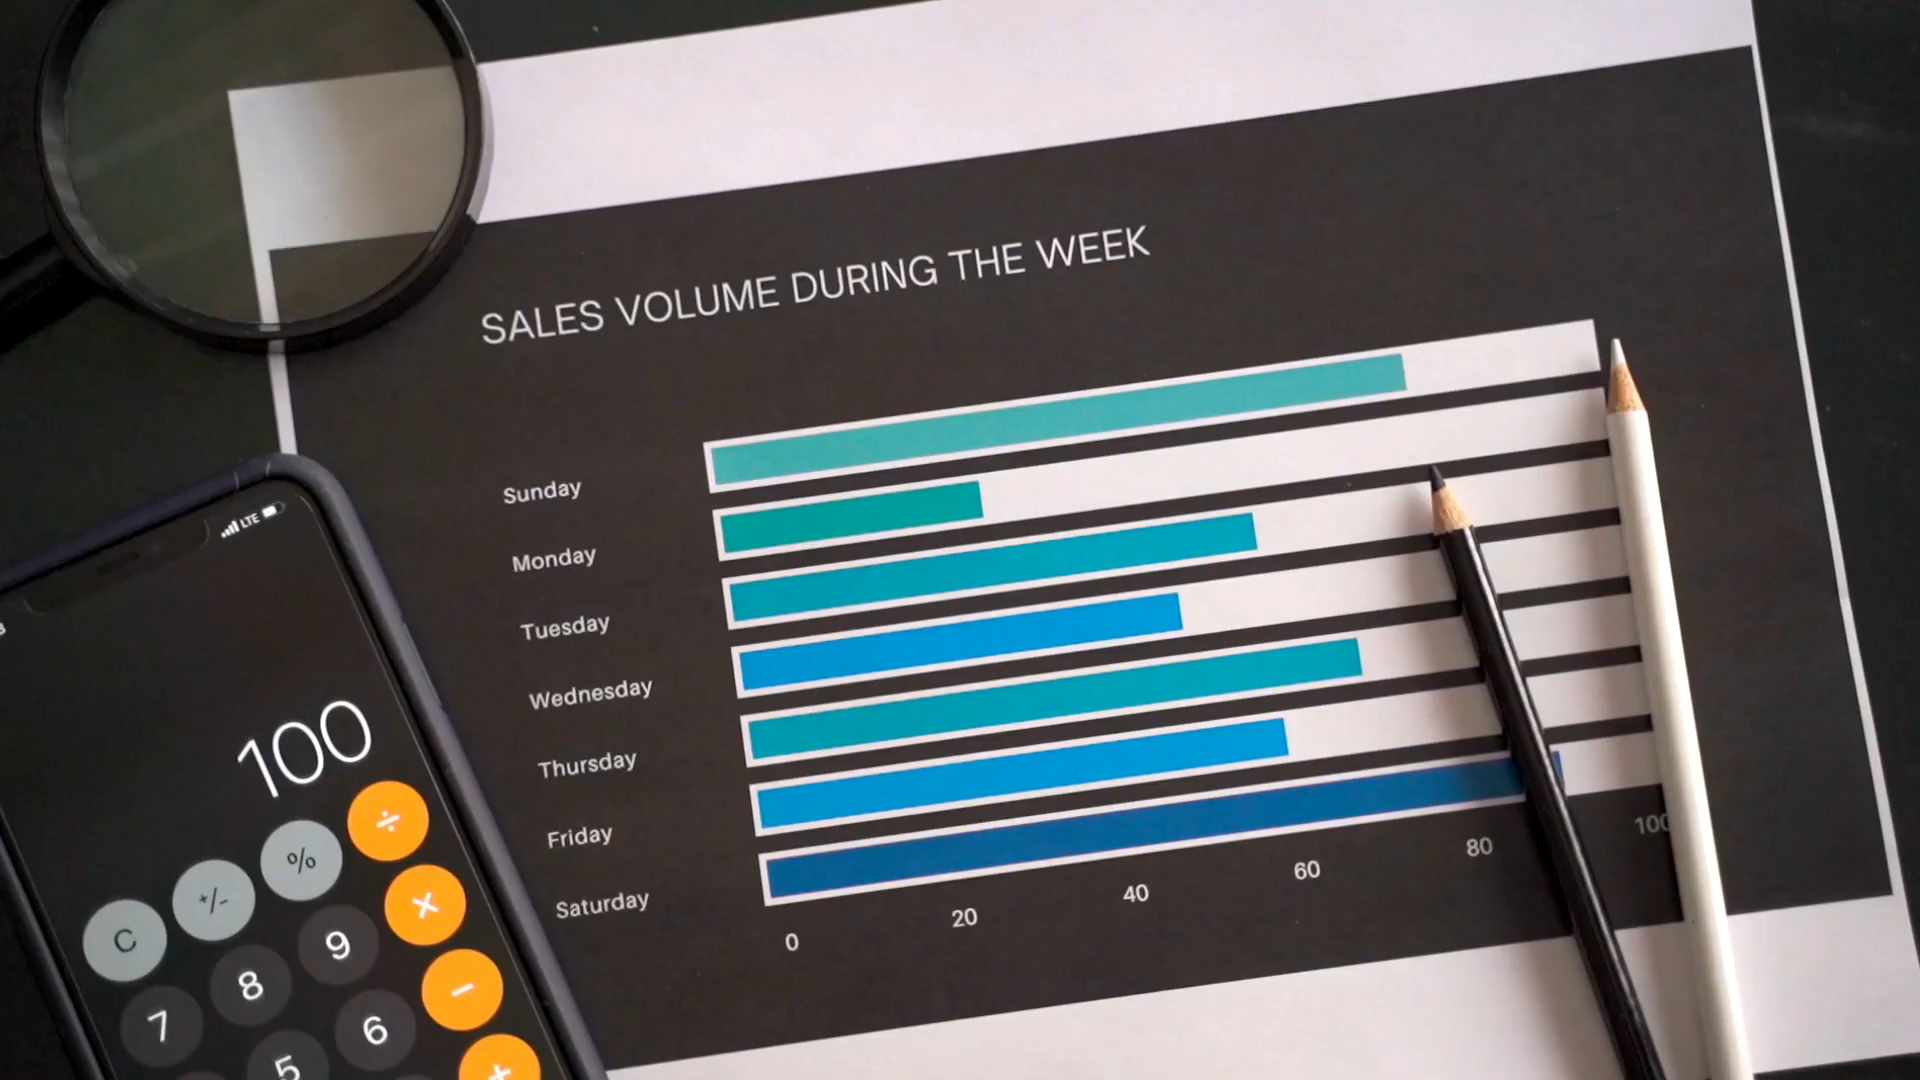 SALES VOLUME DURING THE WEEK
Sunday
Monday
Tuesday
Wednesday
Thursday
Friday
Saturday
0 20 40 60 80 100
LTE
100
C +/- % ÷
7 8 9 ×
5 6 −
+